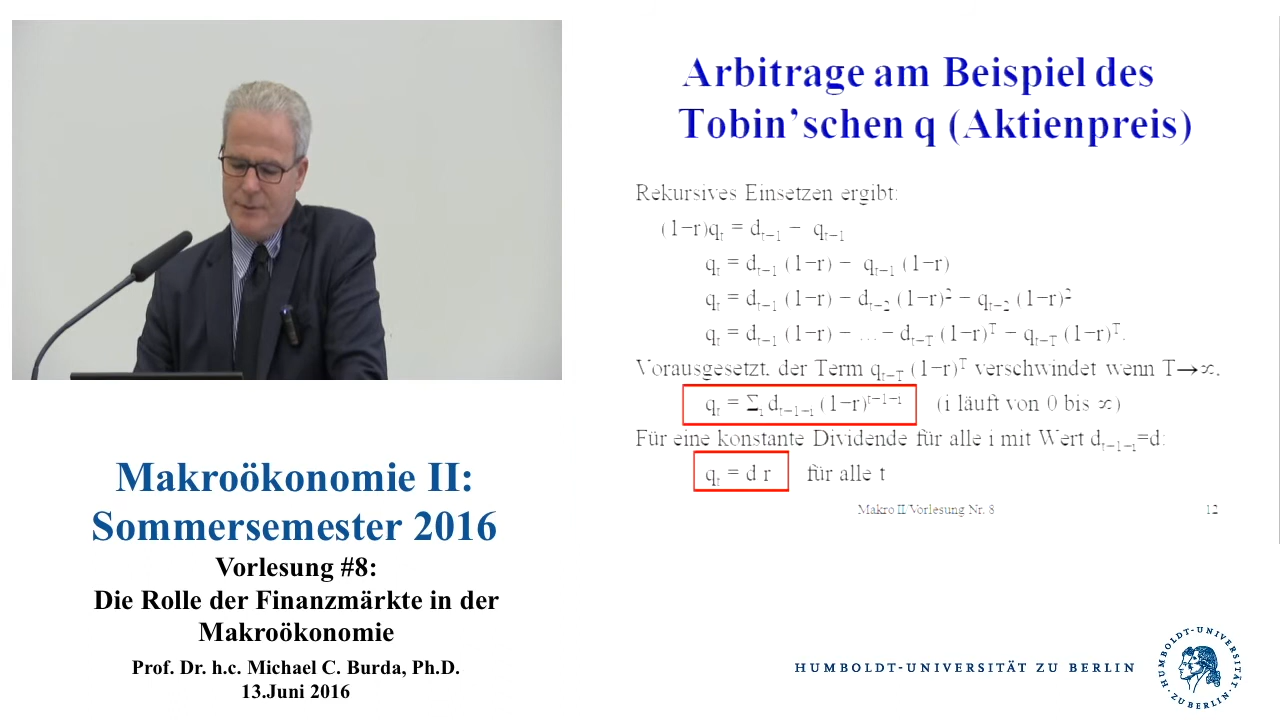 Arbitrage am Beispiel des
Tobin’schen q (Aktienpreis)
Rekursives Einsetzen ergibt:
(1−r)qₜ = dₜ₋₁ − qₜ₋₁
qₜ = dₜ₋₁ (1−r) − qₜ₋₁ (1−r)
qₜ = dₜ₋₁ (1−r) − dₜ₋₂ (1−r)² − qₜ₋₂ (1−r)²
qₜ = dₜ₋₁ (1−r) − … − dₜ₋T (1−r)ᵀ − qₜ₋T (1−r)ᵀ.
Vorausgesetzt, der Term qₜ₋T (1−r)ᵀ verschwindet wenn T→∞,
qₜ = Σᵢ dₜ₋₁₋ᵢ (1−r)^t−1−i (i läuft von 0 bis ∞)
Für eine konstante Dividende für alle i mit Wert dₜ₋₁₋ᵢ=d:
qₜ = d r für alle t
Makro II/Vorlesung Nr. 8 12
Makroökonomie II:
Sommersemester 2016
Vorlesung #8:
Die Rolle der Finanzmärkte in der
Makroökonomie
Prof. Dr. h.c. Michael C. Burda, Ph.D.
13.Juni 2016
HUMBOLDT-UNIVERSITÄT ZU BERLIN
HUMBOLDT-UNIVERSITÄT
ZU BERLIN